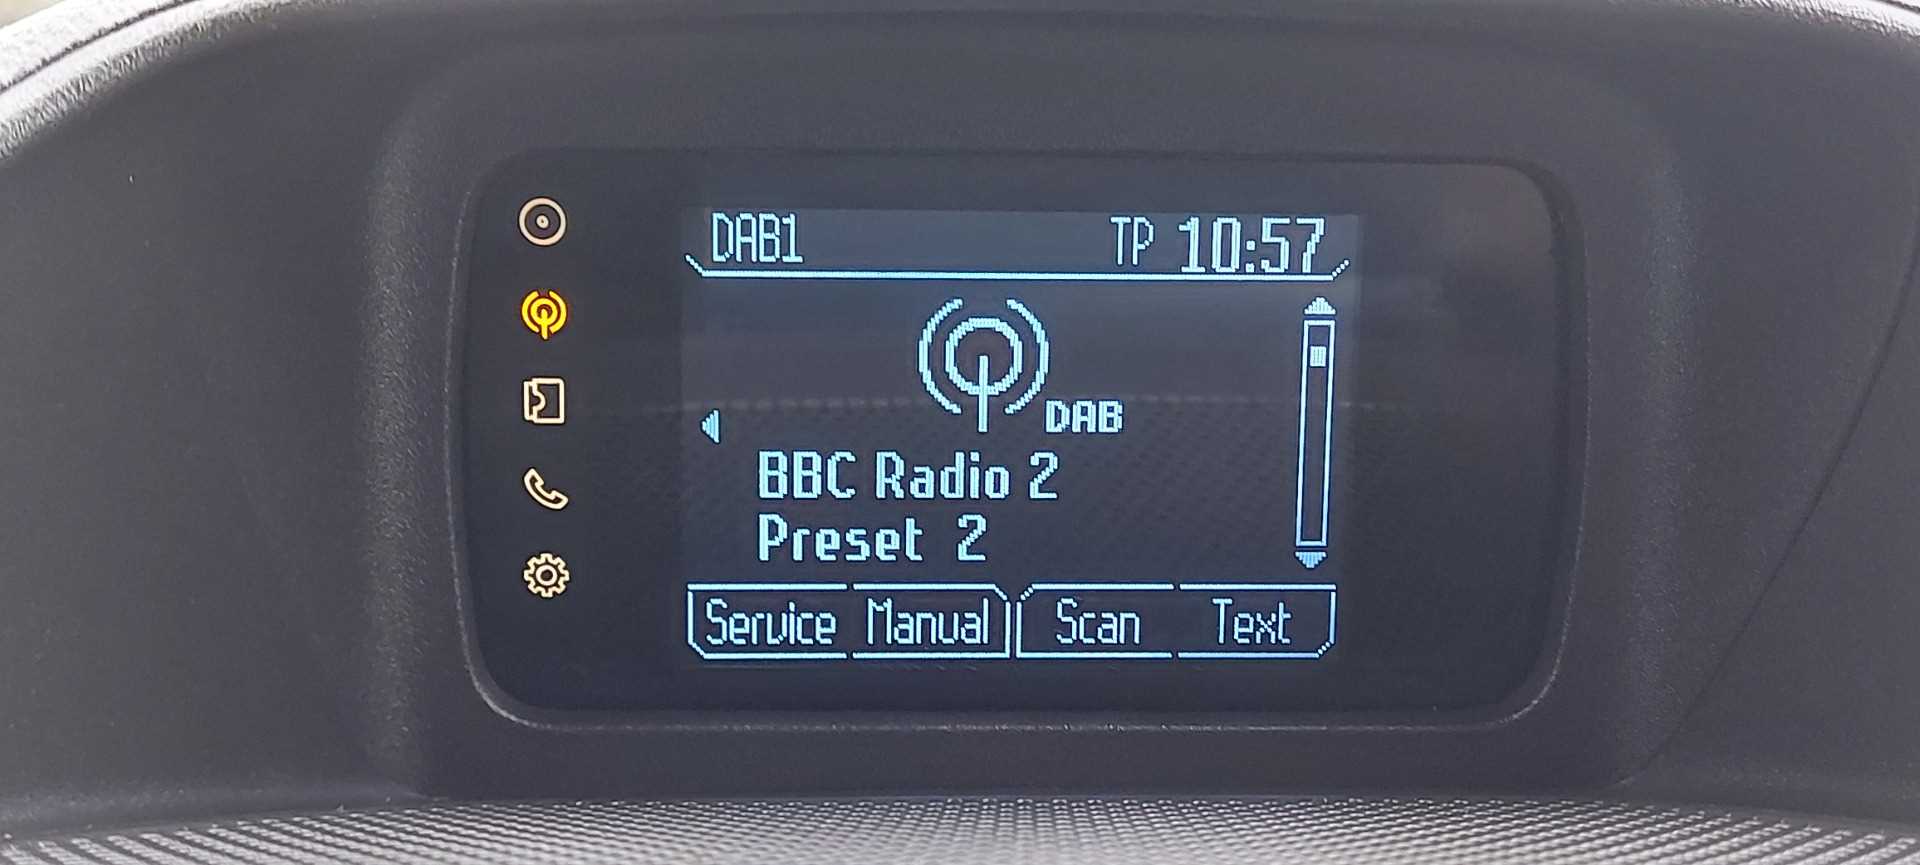 DAB1 TP 10:57
DAB
BBC Radio 2
Preset 2
Service Manual Scan Text